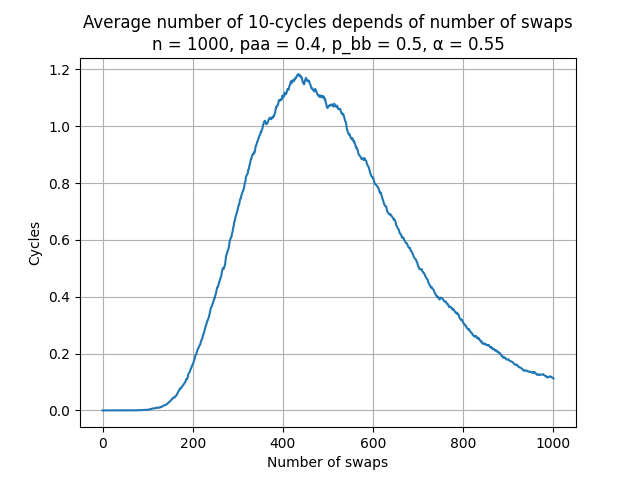 Average number of 10-cycles depends of number of swaps
n = 1000, paa = 0.4, p_bb = 0.5, α = 0.55
1.2
1.0
0.8
0.6
0.4
0.2
0.0
Cycles
0 200 400 600 800 1000
Number of swaps